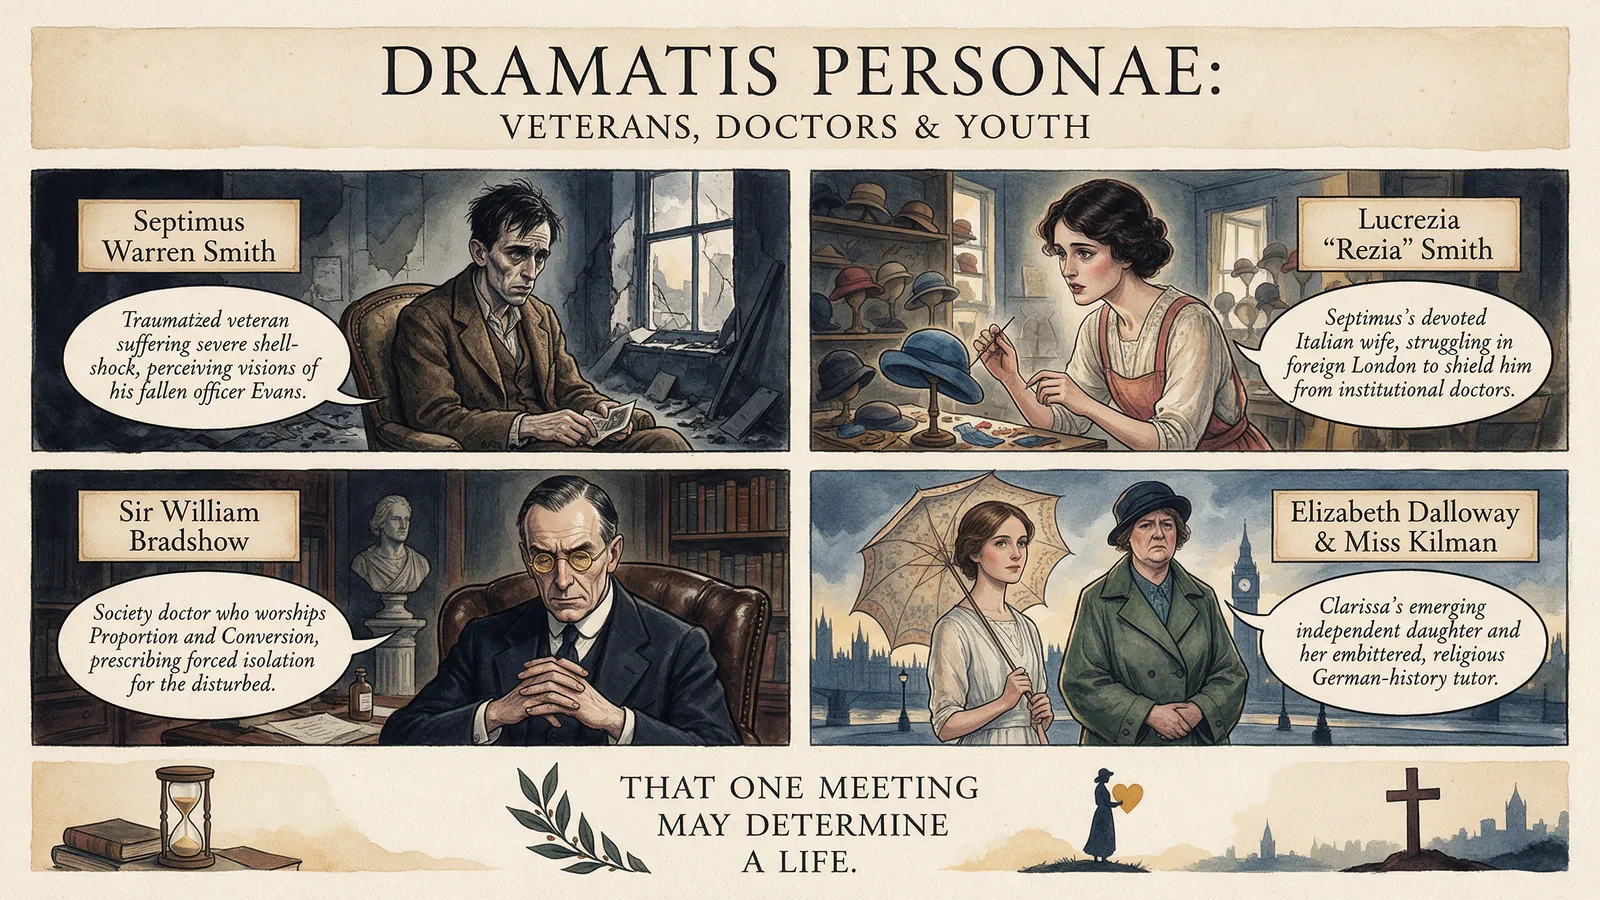 DRAMATIS PERSONAE:
VETERANS, DOCTORS & YOUTH
Septimus
Warren Smith
Traumatized veteran
suffering severe shell-
shock, perceiving visions of
his fallen officer Evans.
Lucrezia
“Rezia” Smith
Septimus’s devoted
Italian wife, struggling in
foreign London to shield him
from institutional doctors.
Sir William
Bradshow
Society doctor who worships
Proportion and Conversion,
prescribing forced isolation
for the disturbed.
Elizabeth Dalloway
& Miss Kilman
Clarissa’s emerging
independent daughter and
her embittered, religious
German-history tutor.
THAT ONE MEETING
MAY DETERMINE
A LIFE.